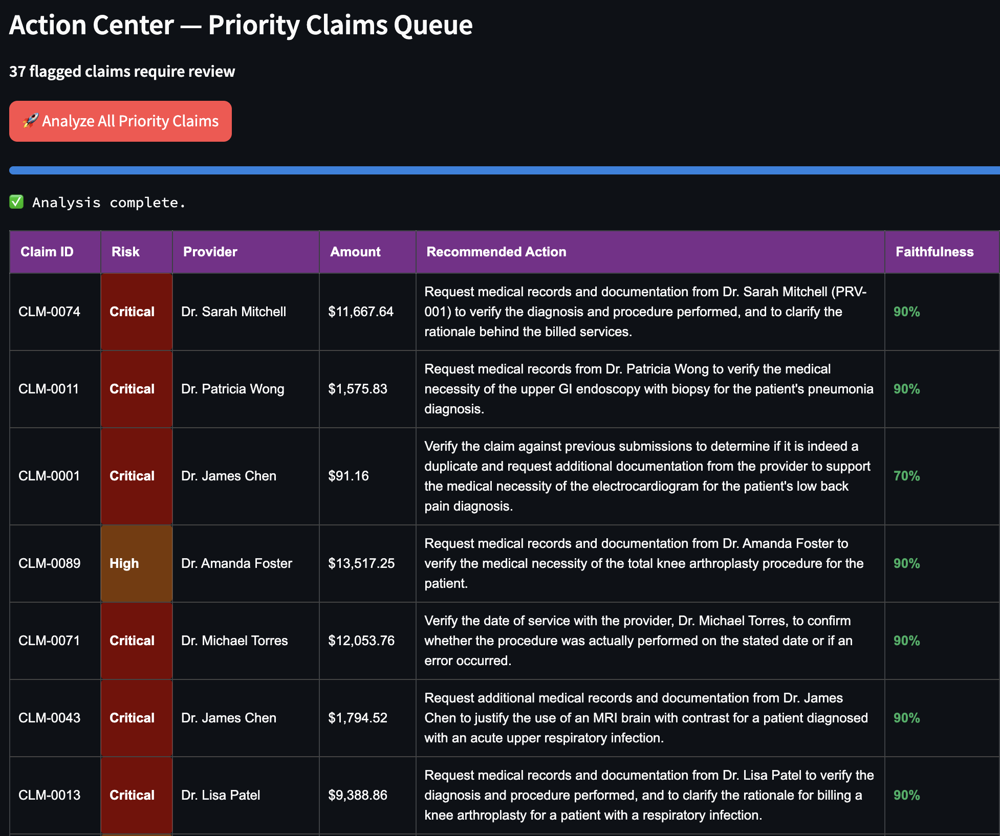 Action Center — Priority Claims Queue
37 flagged claims require review
🚀 Analyze All Priority Claims
✅ Analysis complete.
Claim ID Risk Provider Amount Recommended Action Faithfulness
CLM-0074 Critical Dr. Sarah Mitchell $11,667.64 Request medical records and documentation from Dr. Sarah Mitchell (PRV-
001) to verify the diagnosis and procedure performed, and to clarify the
rationale behind the billed services. 90%
CLM-0011 Critical Dr. Patricia Wong $1,575.83 Request medical records from Dr. Patricia Wong to verify the medical
necessity of the upper GI endoscopy with biopsy for the patient's pneumonia
diagnosis. 90%
CLM-0001 Critical Dr. James Chen $91.16 Verify the claim against previous submissions to determine if it is indeed a
duplicate and request additional documentation from the provider to support
the medical necessity of the electrocardiogram for the patient's low back
pain diagnosis. 70%
CLM-0089 High Dr. Amanda Foster $13,517.25 Request medical records and documentation from Dr. Amanda Foster to
verify the medical necessity of the total knee arthroplasty procedure for the
patient. 90%
CLM-0071 Critical Dr. Michael Torres $12,053.76 Verify the date of service with the provider, Dr. Michael Torres, to confirm
whether the procedure was actually performed on the stated date or if an
error occurred. 90%
CLM-0043 Critical Dr. James Chen $1,794.52 Request additional medical records and documentation from Dr. James
Chen to justify the use of an MRI brain with contrast for a patient diagnosed
with an acute upper respiratory infection. 90%
CLM-0013 Critical Dr. Lisa Patel $9,388.86 Request medical records and documentation from Dr. Lisa Patel to verify the
diagnosis and procedure performed, and to clarify the rationale for billing a
knee arthroplasty for a patient with a respiratory infection. 90%